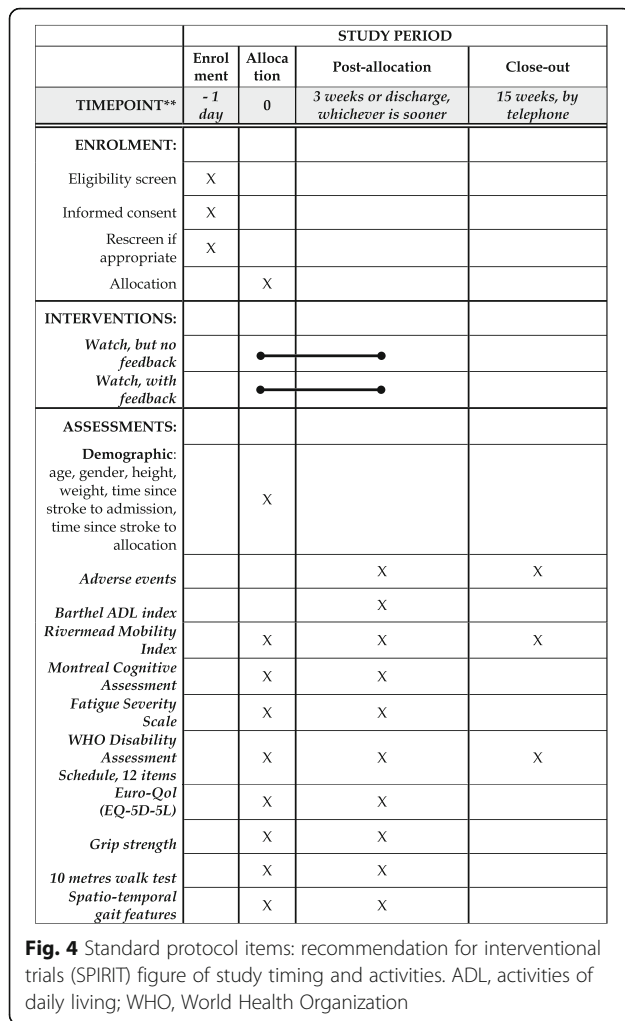 STUDY PERIOD
Enrol
ment
Alloca
tion
Post-allocation
Close-out
TIMEPOINT**
- 1
day
0
3 weeks or discharge,
whichever is sooner
15 weeks, by
telephone
ENROLMENT:
Eligibility screen X
Informed consent X
Rescreen if
appropriate X
Allocation X
INTERVENTIONS:
Watch, but no
feedback
Watch, with
feedback
ASSESSMENTS:
Demographic:
age, gender, height,
weight, time since
stroke to admission,
time since stroke to
allocation
X
Adverse events X X
Barthel ADL index X
Rivermead Mobility
Index X X X
Montreal Cognitive
Assessment X X
Fatigue Severity
Scale X X
WHO Disability
Assessment
Schedule, 12 items
X X X
Euro-Qol
(EQ-5D-5L) X X
Grip strength X X
10 metres walk test X X
Spatio-temporal
gait features X X
Fig. 4 Standard protocol items: recommendation for interventional
trials (SPIRIT) figure of study timing and activities. ADL, activities of
daily living; WHO, World Health Organization